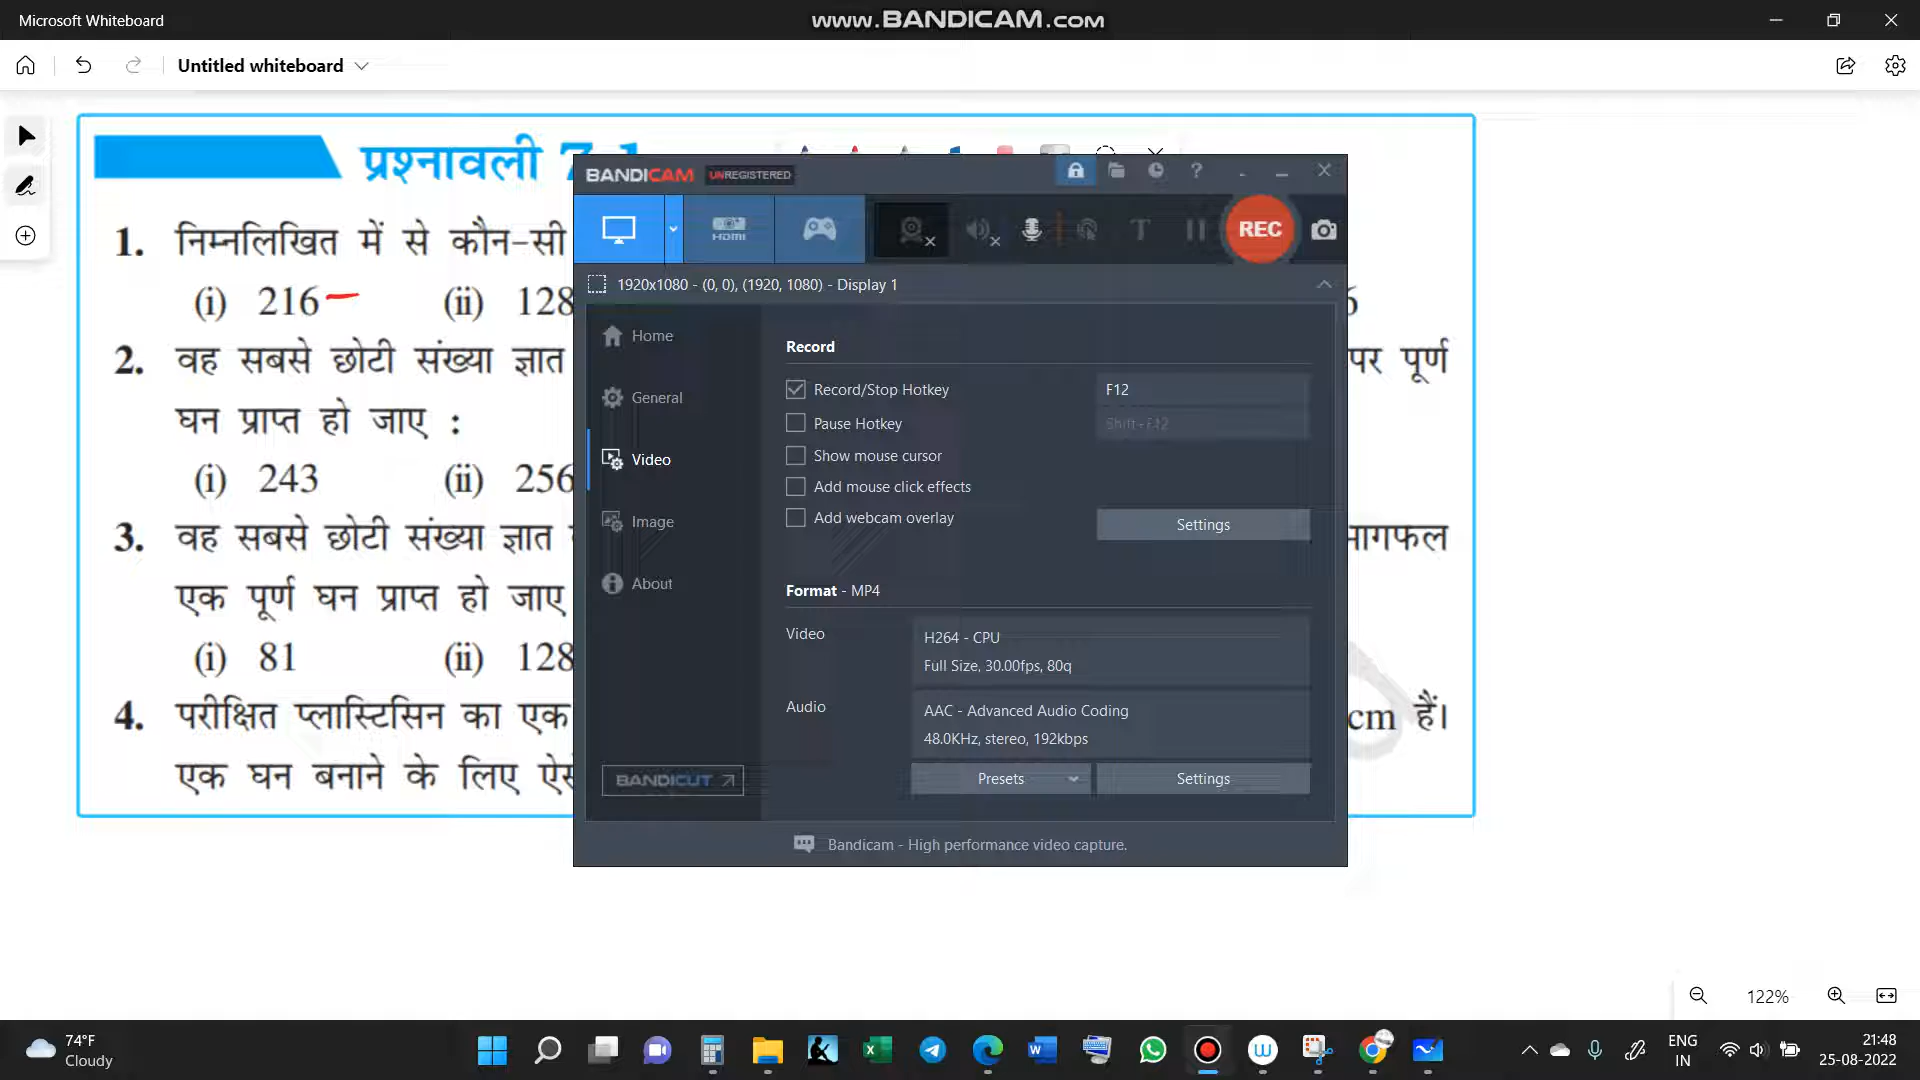 Microsoft Whiteboard
www.BANDICAM.com
Untitled whiteboard
प्रश्नावली
1. निम्नलिखित में से कौन-सी
(i) 216 (ii) 128
2. वह सबसे छोटी संख्या ज्ञात
पर पूर्ण
घन प्राप्त हो जाए :
(i) 243 (ii) 256
3. वह सबसे छोटी संख्या ज्ञात
भागफल
एक पूर्ण घन प्राप्त हो जाए
(i) 81 (ii) 128
4. परीक्षित प्लास्टिसिन का एक
cm हैं।
एक घन बनाने के लिए
BANDICAM UNREGISTERED
HDMI
T
REC
1920x1080 - (0, 0), (1920, 1080) - Display 1
Home
General
Video
Image
About
BANDICUT
Record
Record/Stop Hotkey F12
Pause Hotkey Shift+F12
Show mouse cursor
Add mouse click effects
Add webcam overlay
Settings
Format - MP4
Video
H264 - CPU
Full Size, 30.00fps, 80q
Audio
AAC - Advanced Audio Coding
48.0KHz, stereo, 192kbps
Presets
Settings
Bandicam - High performance video capture.
122%
74°F
Cloudy
ENG
IN
21:48
25-08-2022